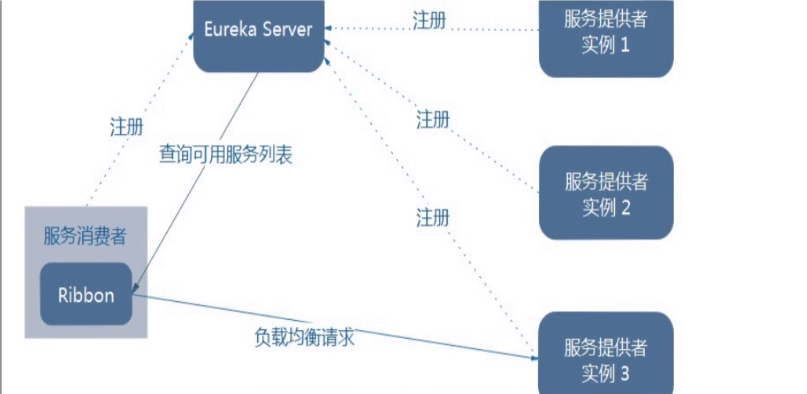 Eureka Server
注册
服务提供者
实例 1
注册
注册
查询可用服务列表
服务提供者
实例 2
注册
服务消费者
Ribbon
负载均衡请求
服务提供者
实例 3